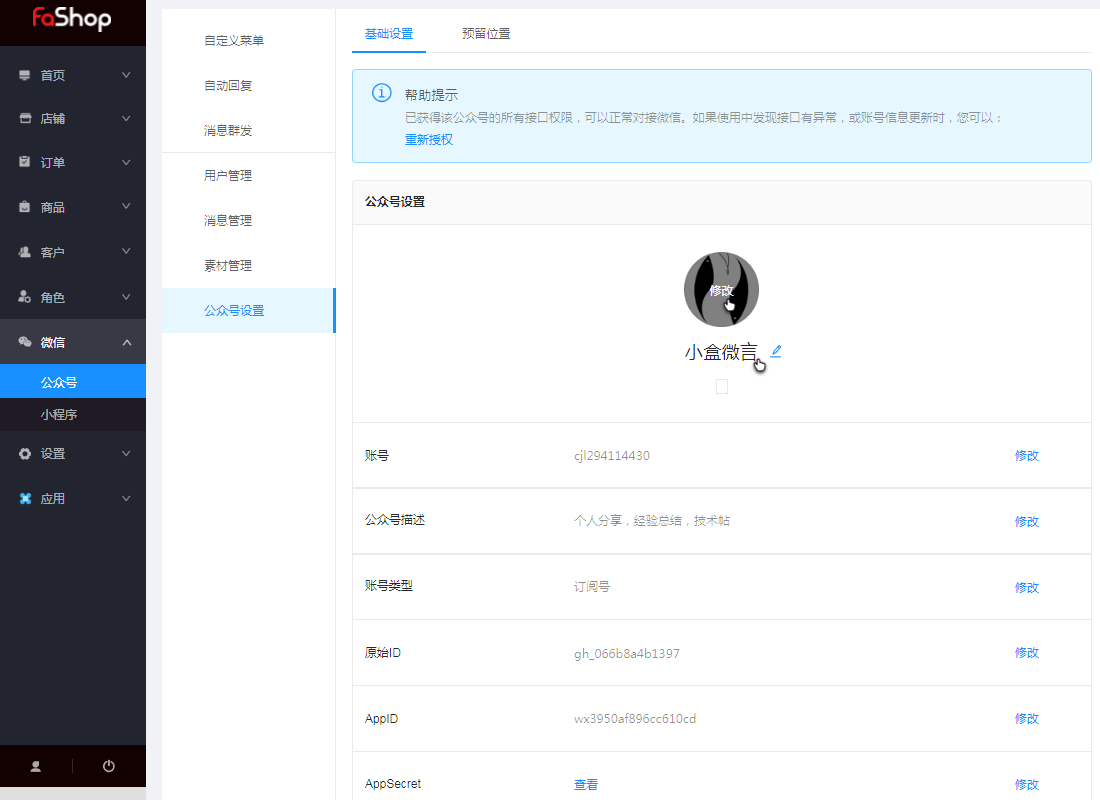 FaShop
首页
店铺
订单
商品
客户
角色
微信
公众号
小程序
设置
应用
自定义菜单
自动回复
消息群发
用户管理
消息管理
素材管理
公众号设置
基础设置
预留位置
帮助提示
已获得该公众号的所有接口权限，可以正常对接微信。如果使用中发现接口有异常，或账号信息更新时，您可以：
重新授权
公众号设置
修改
小盒微言
账号 cjl294114430 修改
公众号描述 个人分享，经验总结，技术帖 修改
账号类型 订阅号 修改
原始ID gh_066b8a4b1397 修改
AppID wx3950af896cc610cd 修改
AppSecret 查看 修改